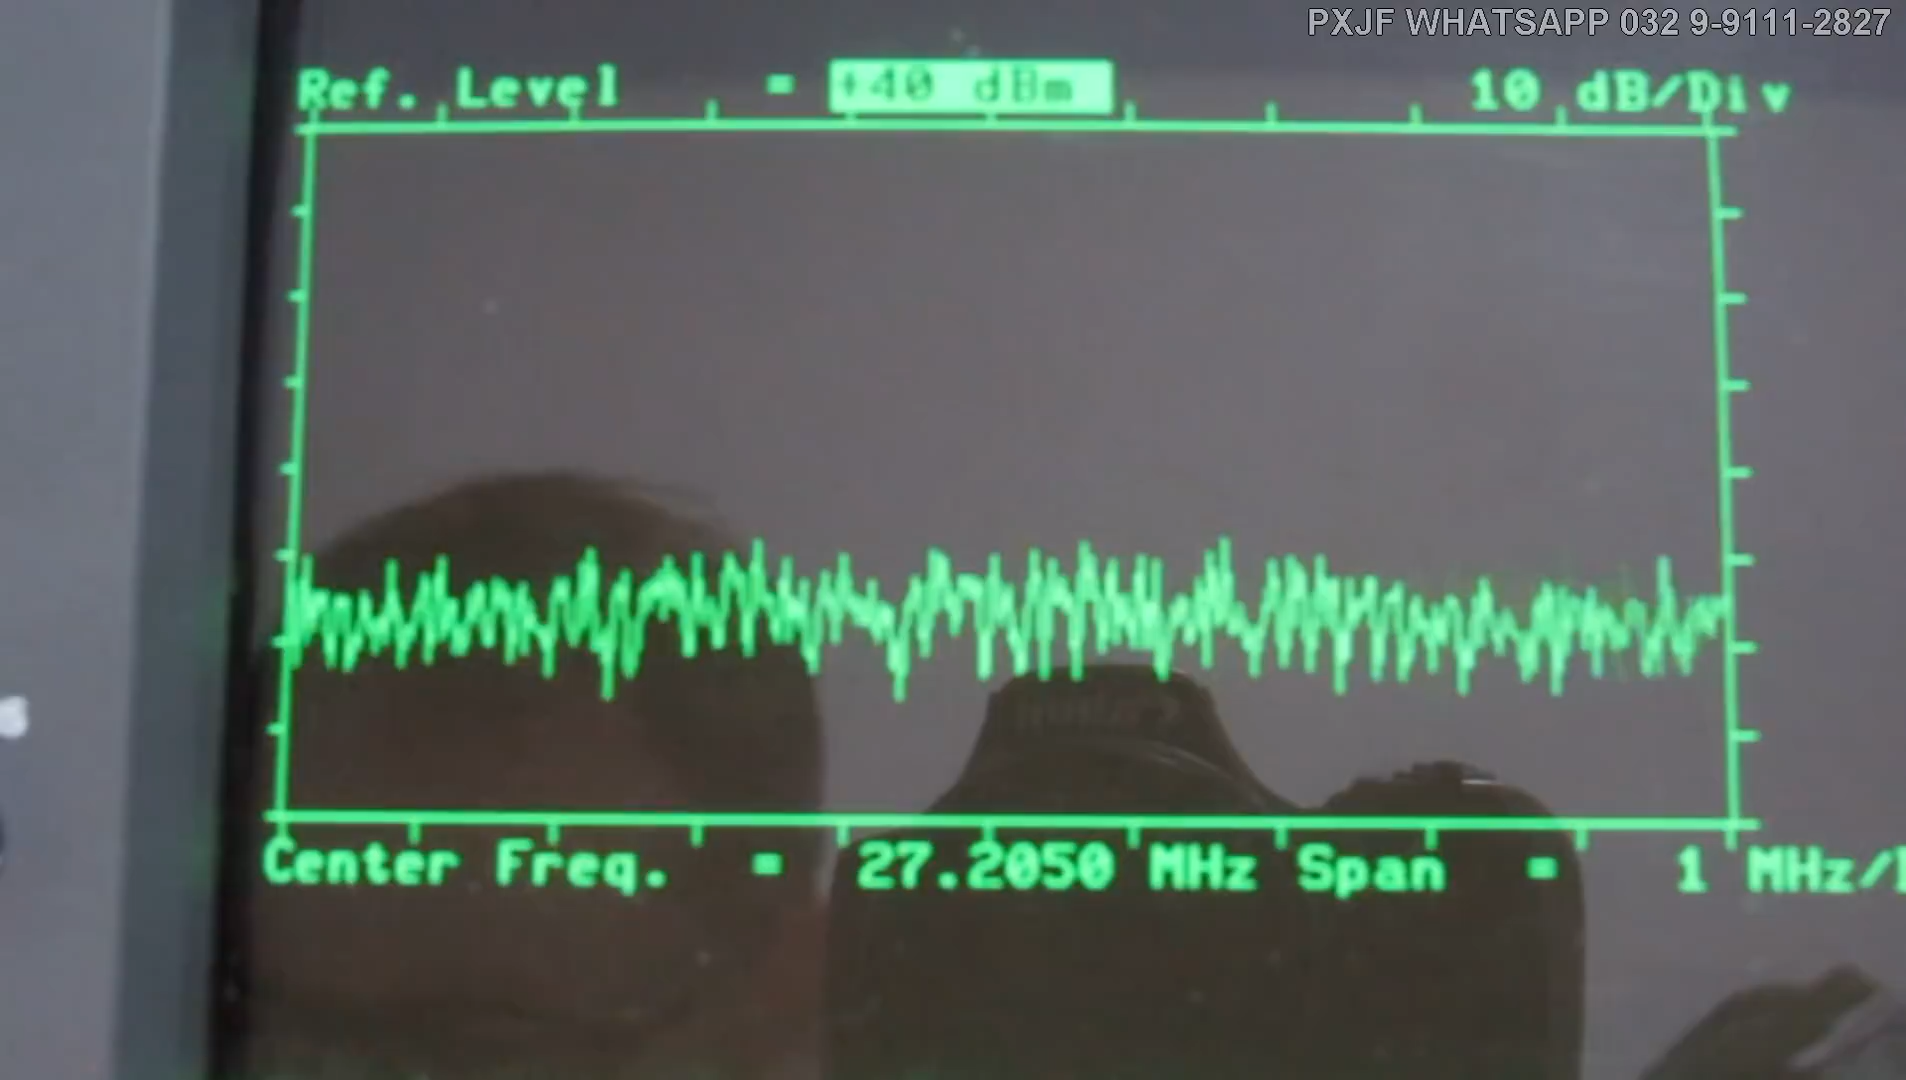 PXJF WHATSAPP 032 9-9111-2827
Ref. Level = +40 dBm 10 dB/Div
Center Freq. = 27.2050 MHz Span = 1 MHz/